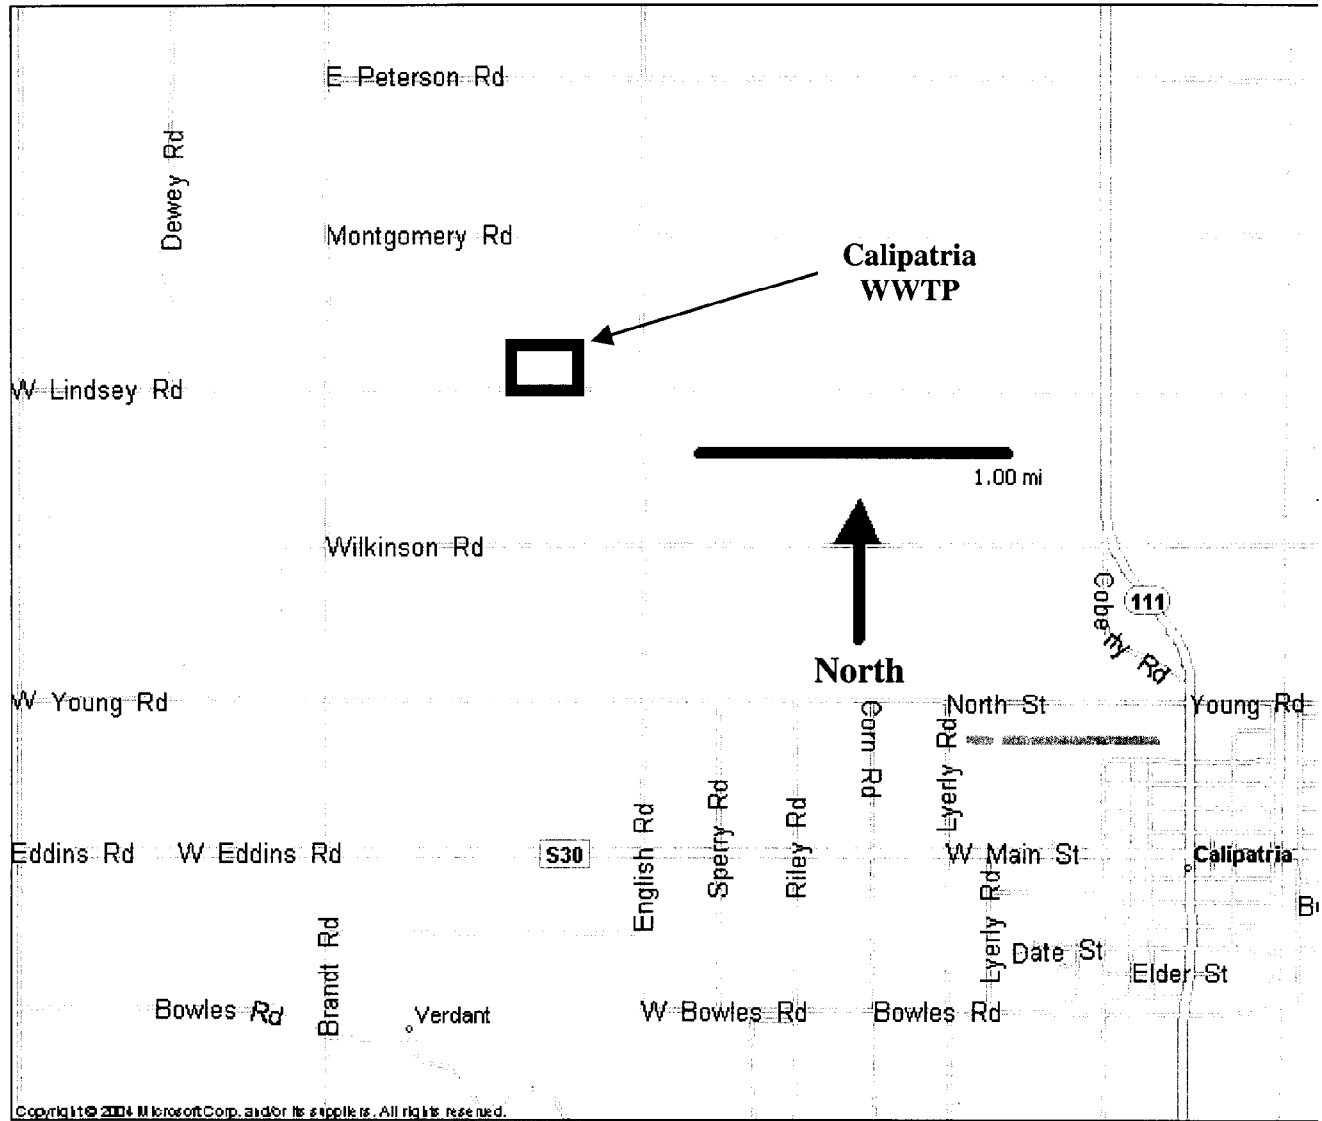 E Peterson Rd
Dewey Rd
Montgomery Rd
Calipatria
WWTP
W Lindsey Rd
1.00 mi
Wilkinson Rd
Coberly Rd
111
North
W Young Rd
Corn Rd
Lyerly Rd
North St
Young Rd
Eddins Rd
W Eddins Rd
S30
English Rd
Sperry Rd
Riley Rd
W Main St
Calipatria
Lyerly Rd
Date St
Elder St
Brandt Rd
Bowles Rd
Verdant
W Bowles Rd
Bowles Rd
Copyright © 2004 Microsoft Corp. and/or its suppliers. All rights reserved.